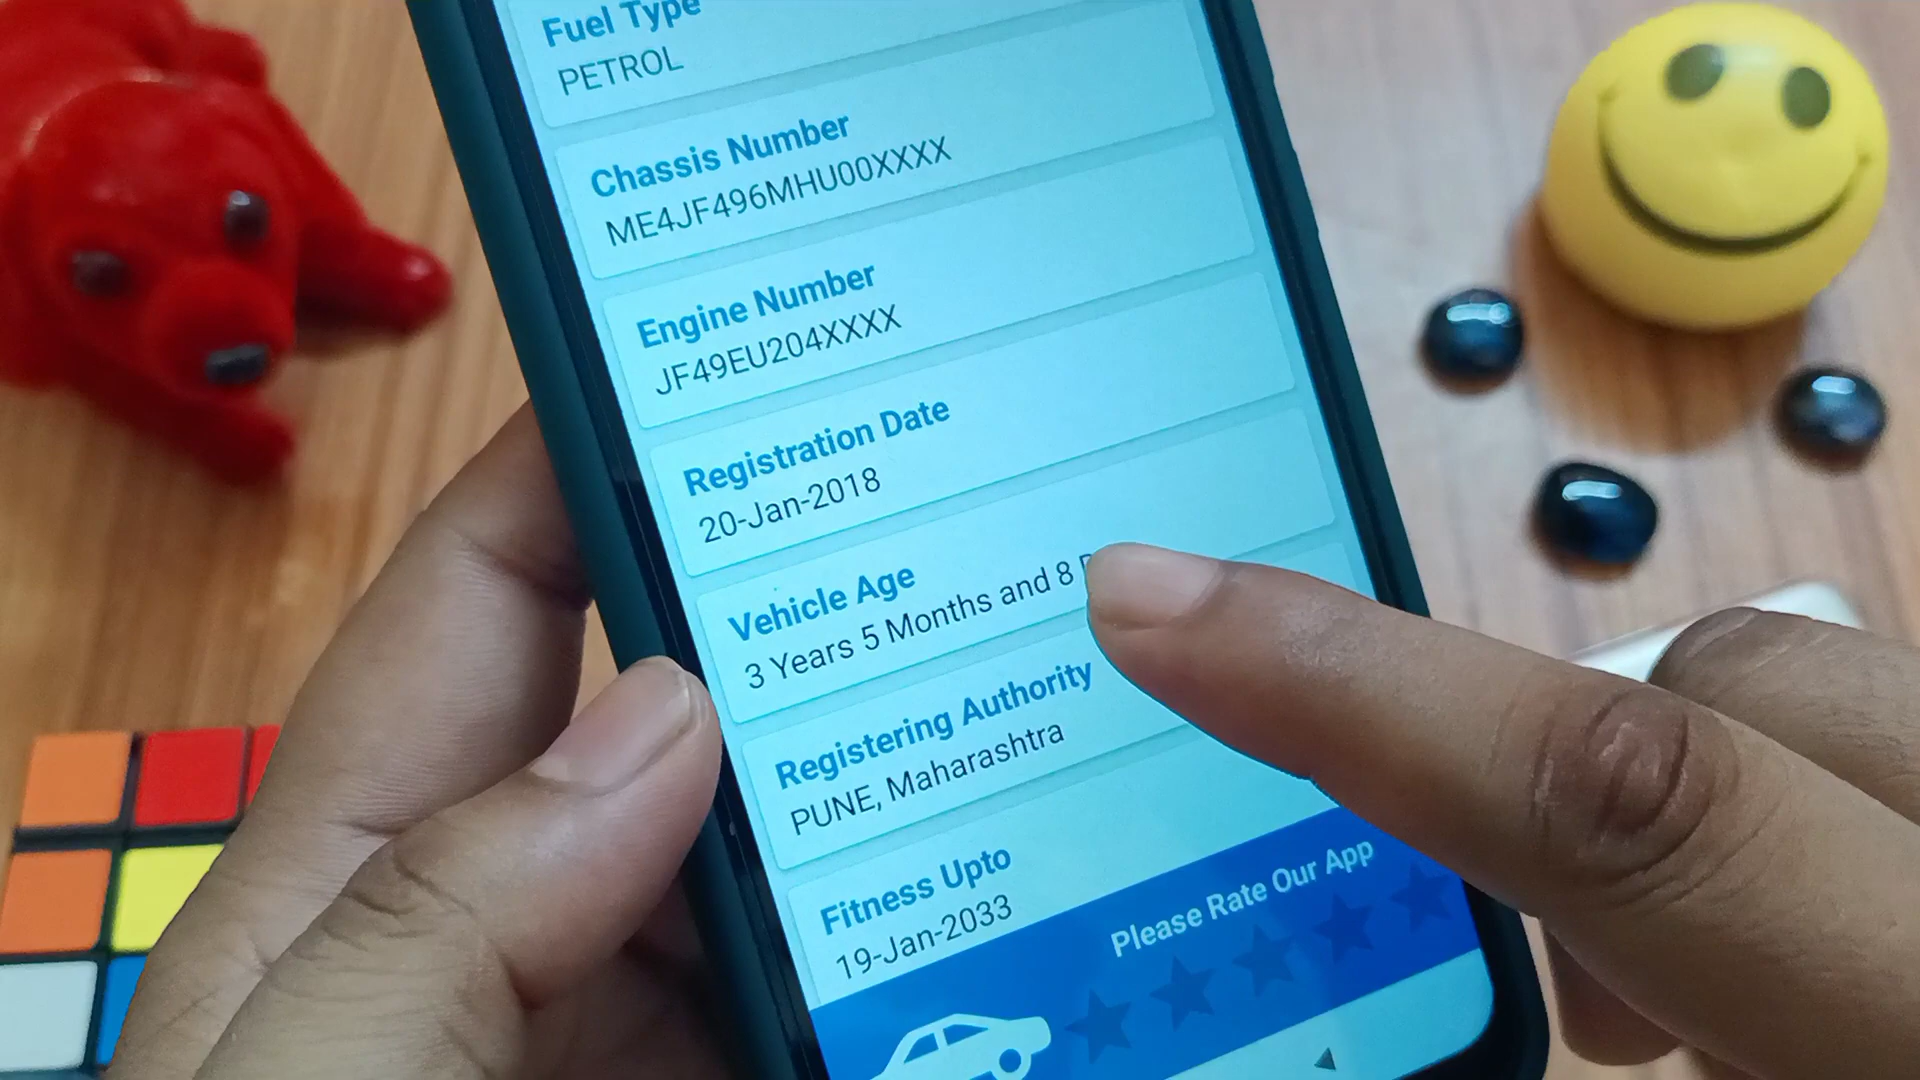 Fuel Type
PETROL
Chassis Number
ME4JF496MHU00XXXX
Engine Number
JF49EU204XXXX
Registration Date
20-Jan-2018
Vehicle Age
3 Years 5 Months and 8
Registering Authority
PUNE, Maharashtra
Fitness Upto
19-Jan-2033
Please Rate Our App